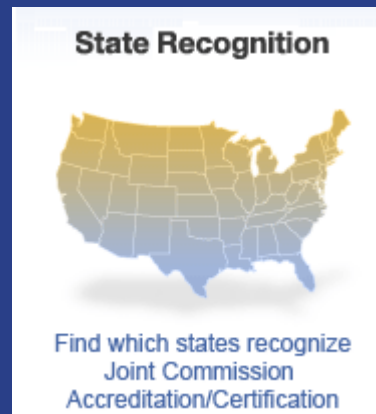 State Recognition
Find which states recognize
Joint Commission
Accreditation/Certification